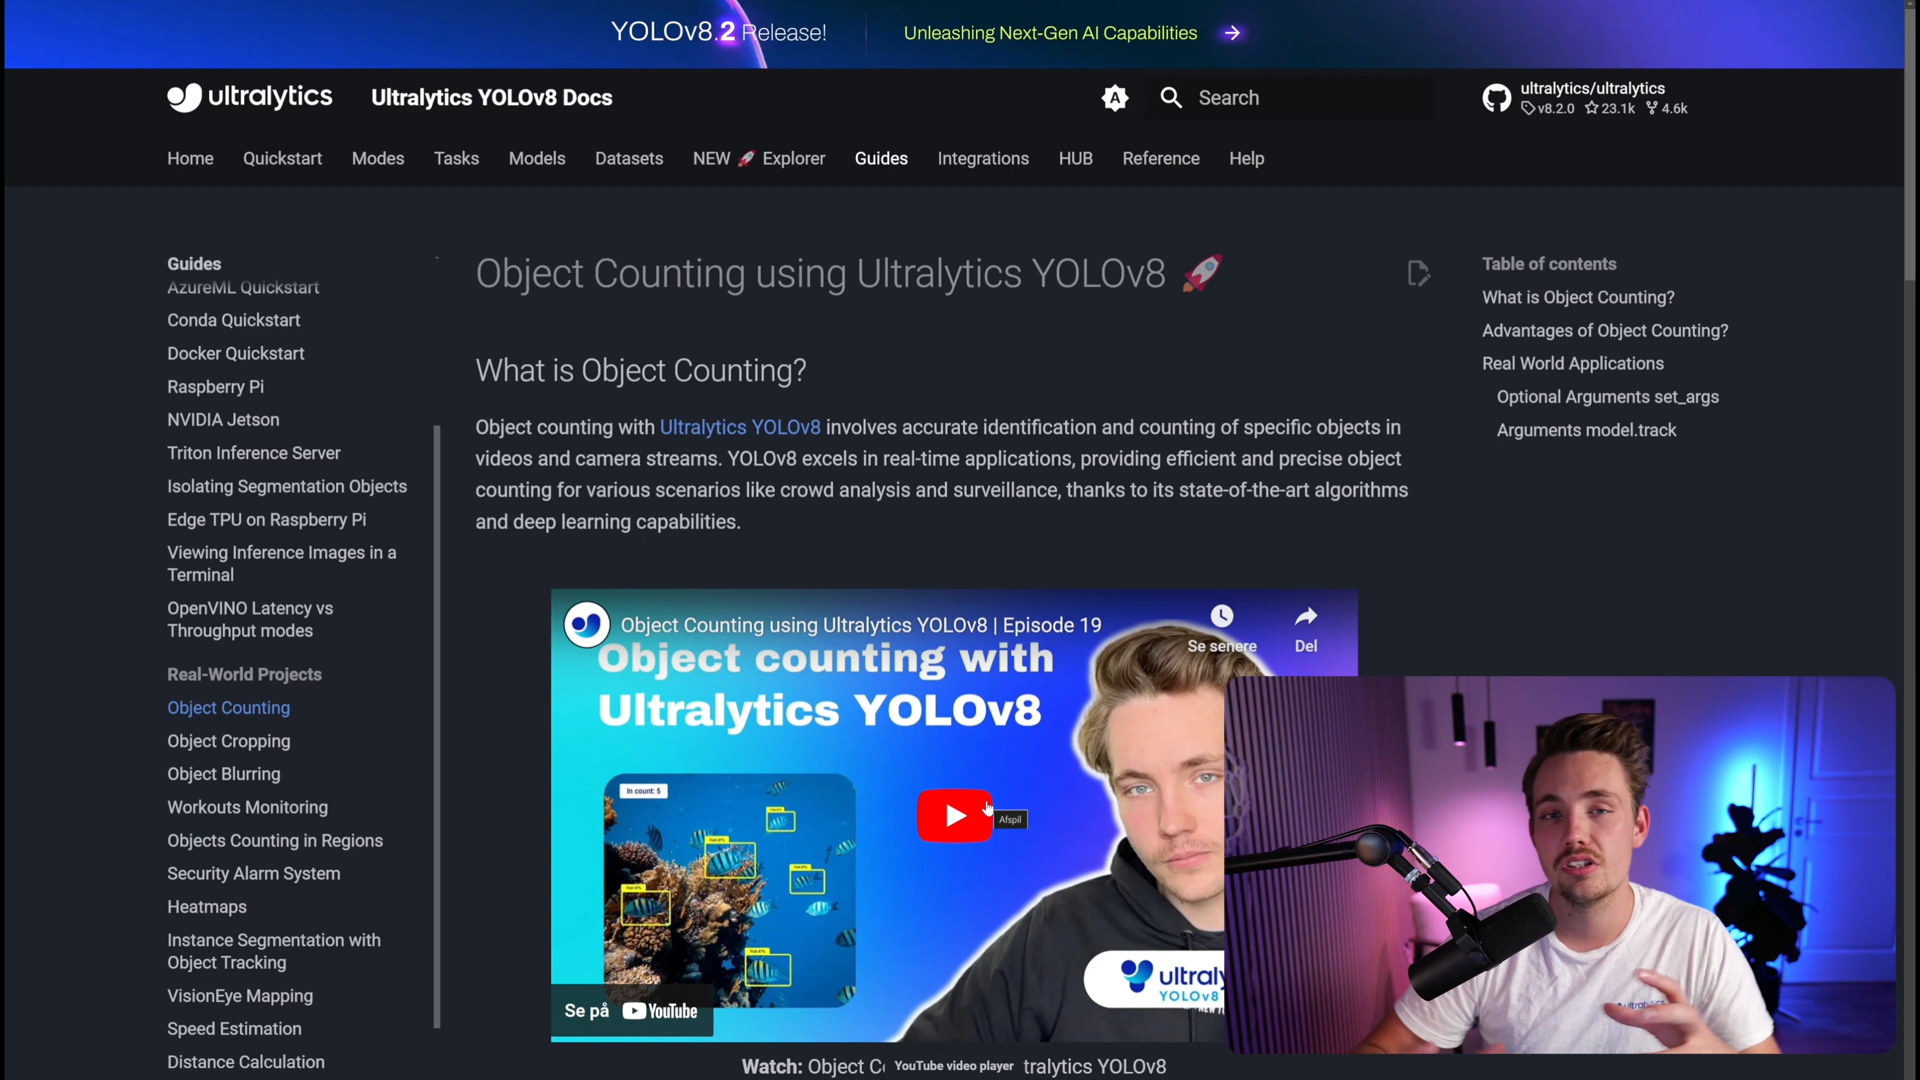 YOLOv8.2 Release!
Unleashing Next-Gen AI Capabilities
ultralytics
Ultralytics YOLOv8 Docs
Search
ultralytics/ultralytics
v8.2.0 23.1k 4.6k
Home Quickstart Modes Tasks Models Datasets NEW 🚀 Explorer Guides Integrations HUB Reference Help
Guides
AzureML Quickstart
Conda Quickstart
Docker Quickstart
Raspberry Pi
NVIDIA Jetson
Triton Inference Server
Isolating Segmentation Objects
Edge TPU on Raspberry Pi
Viewing Inference Images in a
Terminal
OpenVINO Latency vs
Throughput modes
Real-World Projects
Object Counting
Object Cropping
Object Blurring
Workouts Monitoring
Objects Counting in Regions
Security Alarm System
Heatmaps
Instance Segmentation with
Object Tracking
VisionEye Mapping
Speed Estimation
Distance Calculation
Object Counting using Ultralytics YOLOv8 🚀
What is Object Counting?
Object counting with Ultralytics YOLOv8 involves accurate identification and counting of specific objects in
videos and camera streams. YOLOv8 excels in real-time applications, providing efficient and precise object
counting for various scenarios like crowd analysis and surveillance, thanks to its state-of-the-art algorithms
and deep learning capabilities.
Object Counting using Ultralytics YOLOv8 | Episode 19
Se senere
Del
Object counting with
Ultralytics YOLOv8
In count: 5
Afspil
ultraly
YOLOv8
Se på YouTube
Watch: Object Co
YouTube video player
tralytics YOLOv8
Table of contents
What is Object Counting?
Advantages of Object Counting?
Real World Applications
Optional Arguments set_args
Arguments model.track
ultralytics